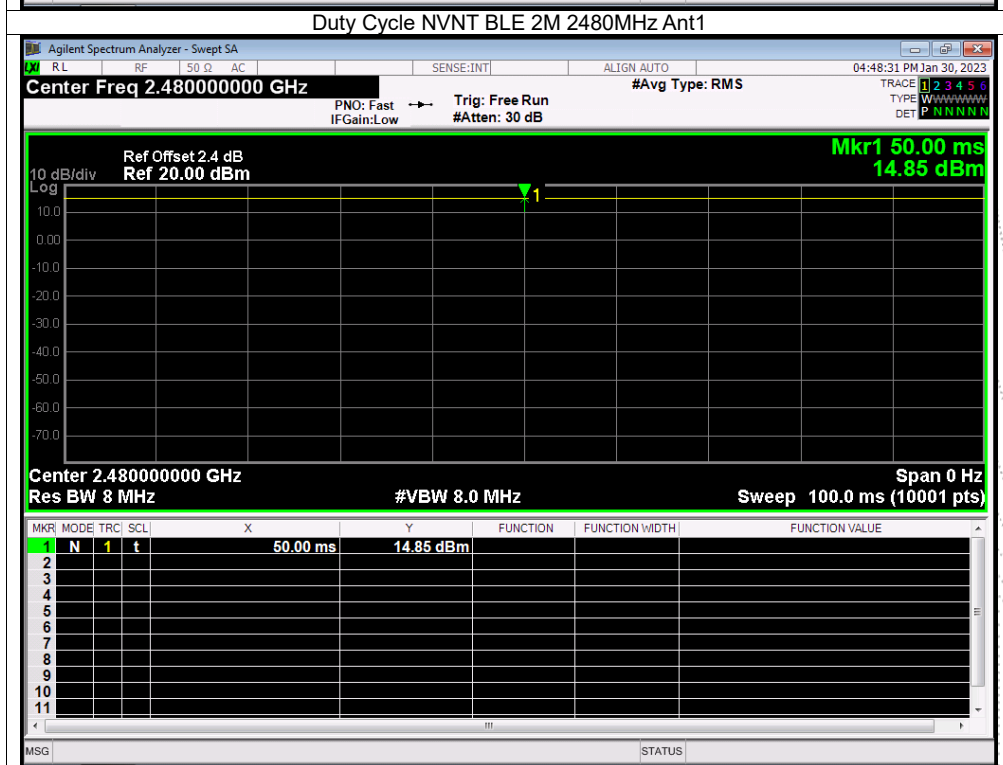 Duty Cycle NVNT BLE 2M 2480MHz Ant1
Agilent Spectrum Analyzer - Swept SA
LXI RL RF 50 Ω AC SENSE:INT ALIGN AUTO 04:48:31 PM Jan 30, 2023
Center Freq 2.480000000 GHz #Avg Type: RMS TRACE 1 2 3 4 5 6
PNO: Fast Trig: Free Run TYPE WWWWWW
IFGain:Low #Atten: 30 dB DET P N N N N N
Ref Offset 2.4 dB Mkr1 50.00 ms
10 dB/div Ref 20.00 dBm 14.85 dBm
Log
1
10.0
0.00
-10.0
-20.0
-30.0
-40.0
-50.0
-60.0
-70.0
Center 2.480000000 GHz Span 0 Hz
Res BW 8 MHz #VBW 8.0 MHz Sweep 100.0 ms (10001 pts)
MKR MODE TRC SCL X Y FUNCTION FUNCTION WIDTH FUNCTION VALUE
1 N 1 t 50.00 ms 14.85 dBm
2
3
4
5
6
7
8
9
10
11
MSG STATUS